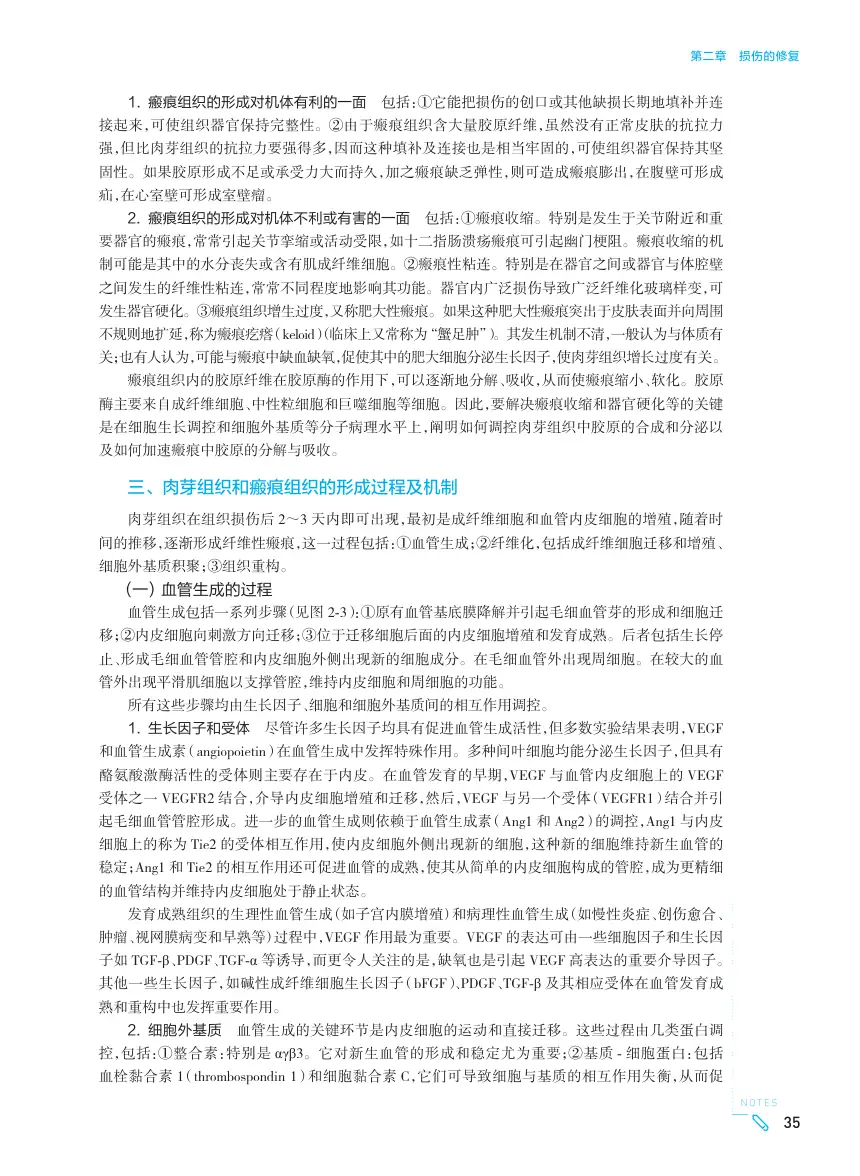 第二章 损伤的修复
1. 瘢痕组织的形成对机体有利的一面 包括:①它能把损伤的创口或其他缺损长期地填补并连
接起来,可使组织器官保持完整性。②由于瘢痕组织含大量胶原纤维,虽然没有正常皮肤的抗拉力
强,但比肉芽组织的抗拉力要强得多,因而这种填补及连接也是相当牢固的,可使组织器官保持其坚
固性。如果胶原形成不足或承受力大而持久,加之瘢痕缺乏弹性,则可造成瘢痕膨出,在腹壁可形成
疝,在心室壁可形成室壁瘤。
2. 瘢痕组织的形成对机体不利或有害的一面 包括:①瘢痕收缩。特别是发生于关节附近和重
要器官的瘢痕,常常引起关节挛缩或活动受限,如十二指肠溃疡瘢痕可引起幽门梗阻。瘢痕收缩的机
制可能是其中的水分丧失或含有肌成纤维细胞。②瘢痕性粘连。特别是在器官之间或器官与体腔壁
之间发生的纤维性粘连,常常不同程度地影响其功能。器官内广泛损伤导致广泛纤维化玻璃样变,可
发生器官硬化。③瘢痕组织增生过度,又称肥大性瘢痕。如果这种肥大性瘢痕突出于皮肤表面并向周围
不规则地扩延,称为瘢痕疙瘩(keloid)(临床上又常称为“蟹足肿”)。其发生机制不清,一般认为与体质有
关;也有人认为,可能与瘢痕中缺血缺氧,促使其中的肥大细胞分泌生长因子,使肉芽组织增长过度有关。
瘢痕组织内的胶原纤维在胶原酶的作用下,可以逐渐地分解、吸收,从而使瘢痕缩小、软化。胶原
酶主要来自成纤维细胞、中性粒细胞和巨噬细胞等细胞。因此,要解决瘢痕收缩和器官硬化等的关键
是在细胞生长调控和细胞外基质等分子病理水平上,阐明如何调控肉芽组织中胶原的合成和分泌以
及如何加速瘢痕中胶原的分解与吸收。
三、肉芽组织和瘢痕组织的形成过程及机制
肉芽组织在组织损伤后 2～3 天内即可出现,最初是成纤维细胞和血管内皮细胞的增殖,随着时
间的推移,逐渐形成纤维性瘢痕,这一过程包括:①血管生成;②纤维化,包括成纤维细胞迁移和增殖、
细胞外基质积聚;③组织重构。
(一) 血管生成的过程
血管生成包括一系列步骤(见图 2-3):①原有血管基底膜降解并引起毛细血管芽的形成和细胞迁
移;②内皮细胞向刺激方向迁移;③位于迁移细胞后面的内皮细胞增殖和发育成熟。后者包括生长停
止、形成毛细血管管腔和内皮细胞外侧出现新的细胞成分。在毛细血管外出现周细胞。在较大的血
管外出现平滑肌细胞以支撑管腔,维持内皮细胞和周细胞的功能。
所有这些步骤均由生长因子、细胞和细胞外基质间的相互作用调控。
1. 生长因子和受体 尽管许多生长因子均具有促进血管生成活性,但多数实验结果表明,VEGF
和血管生成素(angiopoietin)在血管生成中发挥特殊作用。多种间叶细胞均能分泌生长因子,但具有
酪氨酸激酶活性的受体则主要存在于内皮。在血管发育的早期,VEGF 与血管内皮细胞上的 VEGF
受体之一 VEGFR2 结合,介导内皮细胞增殖和迁移,然后,VEGF 与另一个受体(VEGFR1)结合并引
起毛细血管管腔形成。进一步的血管生成则依赖于血管生成素(Ang1 和 Ang2)的调控,Ang1 与内皮
细胞上的称为 Tie2 的受体相互作用,使内皮细胞外侧出现新的细胞,这种新的细胞维持新生血管的
稳定;Ang1 和 Tie2 的相互作用还可促进血管的成熟,使其从简单的内皮细胞构成的管腔,成为更精细
的血管结构并维持内皮细胞处于静止状态。
发育成熟组织的生理性血管生成(如子宫内膜增殖)和病理性血管生成(如慢性炎症、创伤愈合、
肿瘤、视网膜病变和早熟等)过程中,VEGF 作用最为重要。VEGF 的表达可由一些细胞因子和生长因
子如 TGF-β、PDGF、TGF-α 等诱导,而更令人关注的是,缺氧也是引起 VEGF 高表达的重要介导因子。
其他一些生长因子,如碱性成纤维细胞生长因子(bFGF)、PDGF、TGF-β 及其相应受体在血管发育成
熟和重构中也发挥重要作用。
2. 细胞外基质 血管生成的关键环节是内皮细胞的运动和直接迁移。这些过程由几类蛋白调
控,包括:①整合素:特别是 αγβ3。它对新生血管的形成和稳定尤为重要;②基质 - 细胞蛋白:包括
血栓黏合素 1(thrombospondin 1)和细胞黏合素 C,它们可导致细胞与基质的相互作用失衡,从而促
NOTES
35